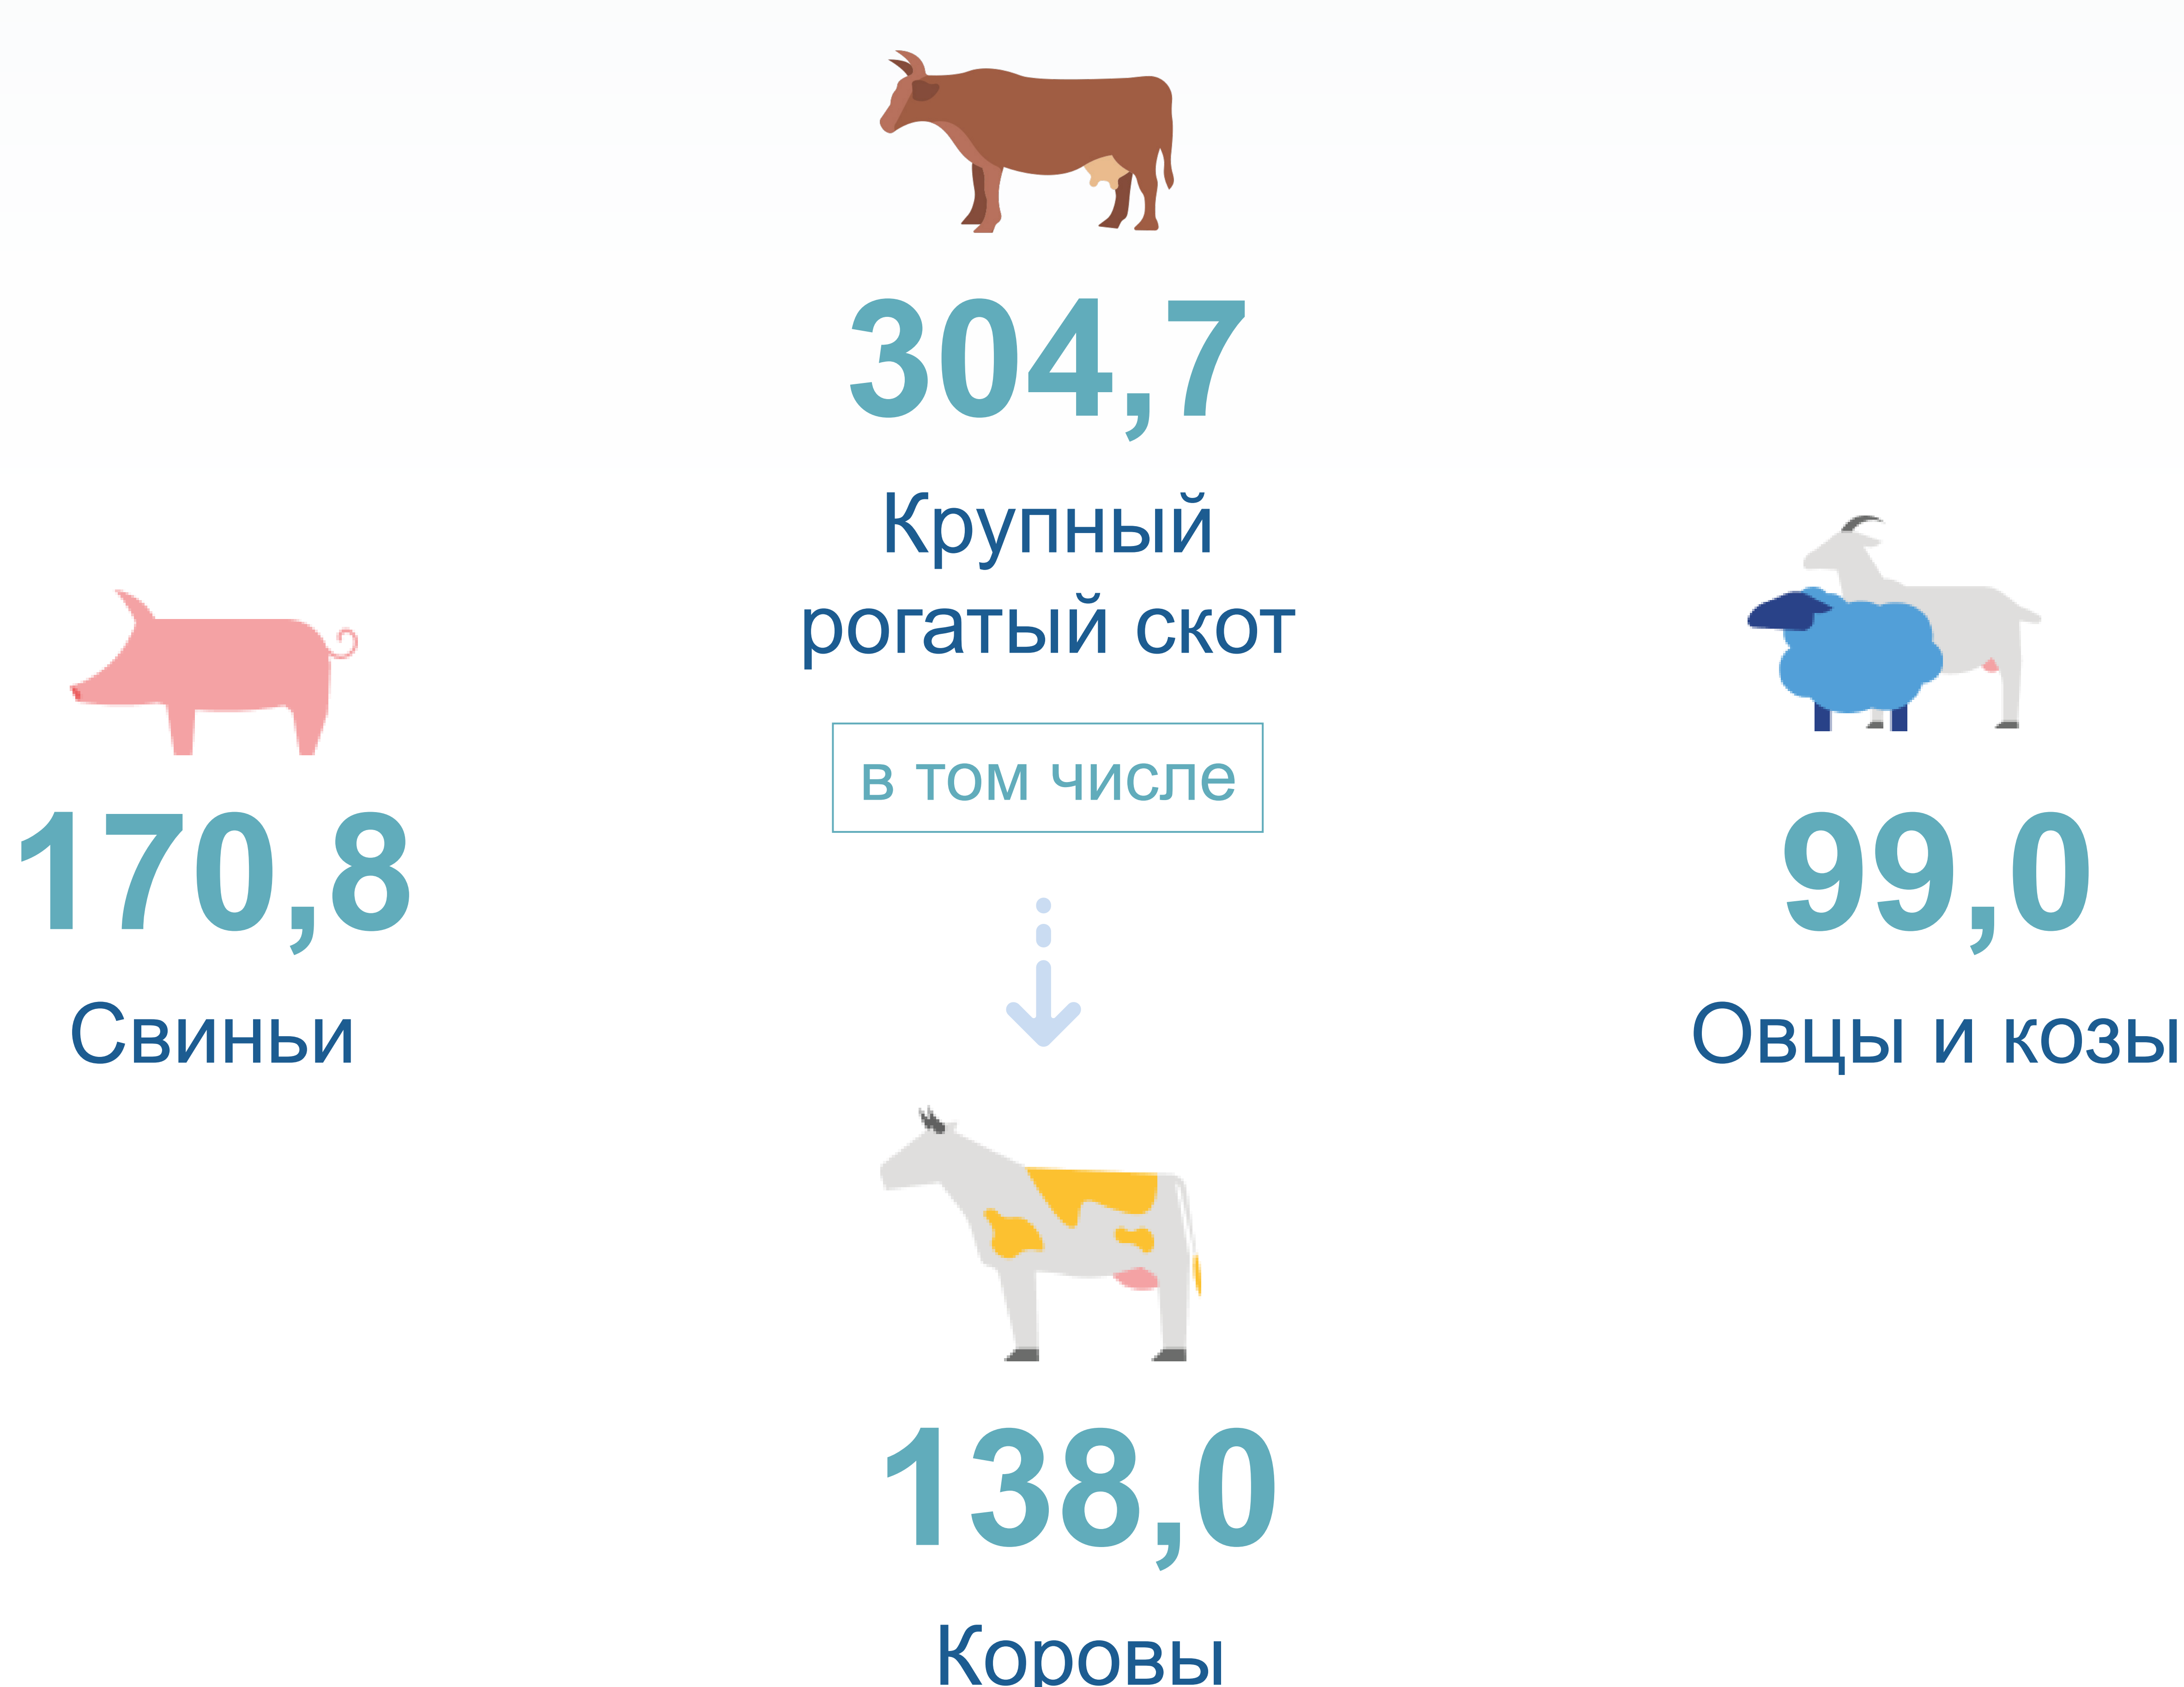 304,7
Крупный
рогатый скот
в том числе
170,8
Свиньи
99,0
Овцы и козы
138,0
Коровы